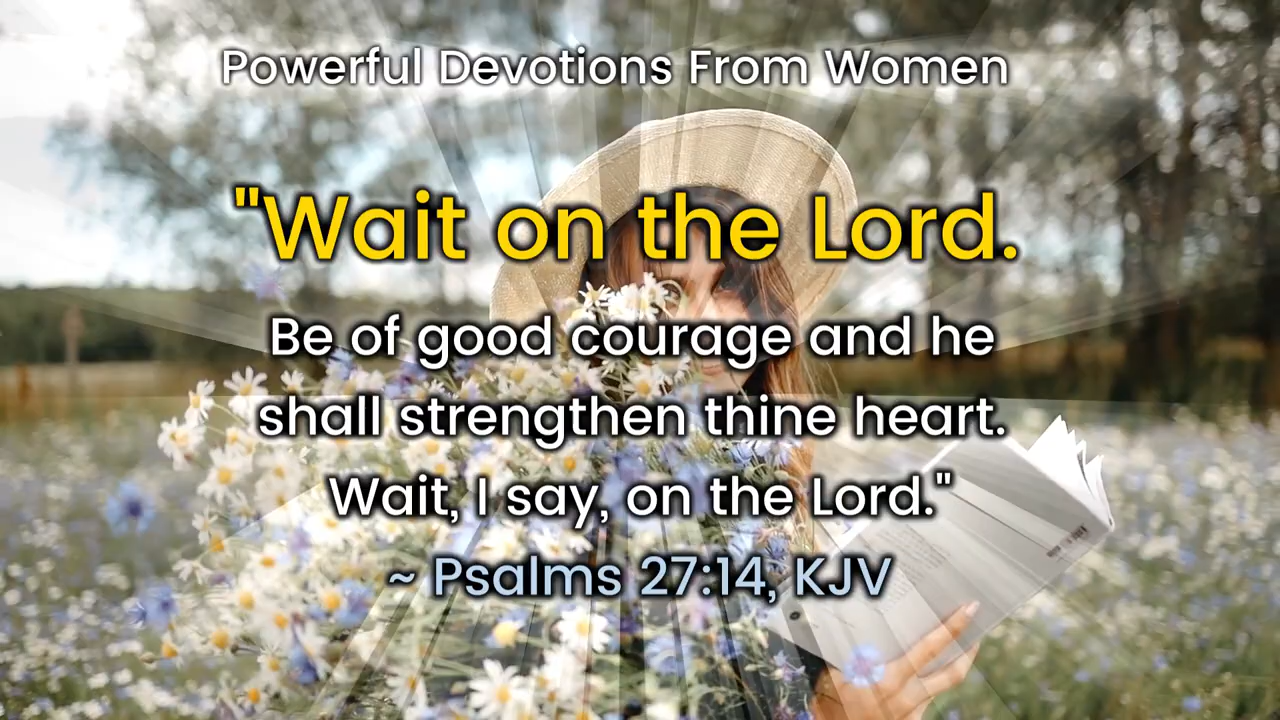 Powerful Devotions From Women
"Wait on the Lord.
Be of good courage and he
shall strengthen thine heart.
Wait, I say, on the Lord."
~ Psalms 27:14, KJV